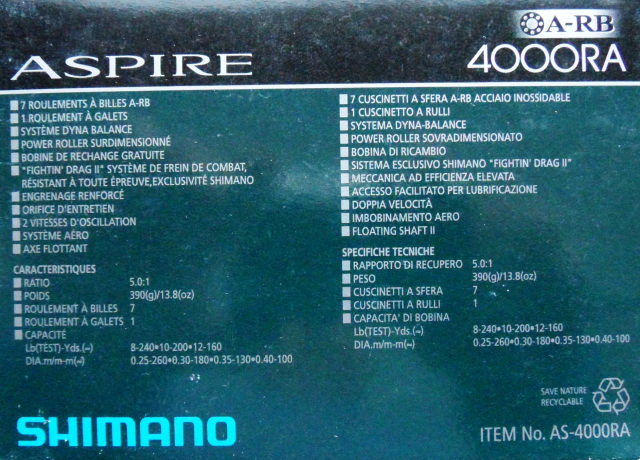 A-RB
ASPIRE
4000RA
7 ROULEMENTS À BILLES A-RB
1 ROULEMENT À GALETS
SYSTÈME DYNA BALANCE
POWER ROLLER SURDIMENSIONNÉ
BOBINE DE RECHANGE GRATUITE
"FIGHTIN' DRAG II" SYSTÈME DE FREIN DE COMBAT,
RÉSISTANT À TOUTE ÉPREUVE,EXCLUSIVITÉ SHIMANO
ENGRENAGE RENFORCÉ
ORIFICE D'ENTRETIEN
2 VITESSES D'OSCILLATION
SYSTÈME AÉRO
AXE FLOTTANT
CARACTERISTIQUES
RATIO 5.0:1
POIDS 390(g)/13.8(oz)
ROULEMENT À BILLES 7
ROULEMENT À GALETS 1
CAPACITÉ
Lb(TEST)-Yds.(~) 8-240•10-200•12-160
DIA.m/m-m(~) 0.25-260•0.30-180•0.35-130•0.40-100
7 CUSCINETTI A SFERA A-RB ACCIAIO INOSSIDABILE
1 CUSCINETTO A RULLI
SYSTEMA DYNA-BALANCE
POWER ROLLER SOVRADIMENSIONATO
BOBINA DI RICAMBIO
SISTEMA ESCLUSIVO SHIMANO "FIGHTIN' DRAG II"
MECCANICA AD EFFICIENZA ELEVATA
ACCESSO FACILITATO PER LUBRIFICAZIONE
DOPPIA VELOCITÀ
IMBOBINAMENTO AERO
FLOATING SHAFT II
SPECIFICHE TECNICHE
RAPPORTO DI RECUPERO 5.0:1
PESO 390(g)/13.8(oz)
CUSCINETTI A SFERA 7
CUSCINETTI A RULLI 1
CAPACITA' DI BOBINA
Lb(TEST)-Yds.(~) 8-240•10-200•12-160
DIA.m/m-m(~) 0.25-260•0.30-180•0.35-130•0.40-100
SAVE NATURE
RECYCLABLE
SHIMANO
ITEM No. AS-4000RA